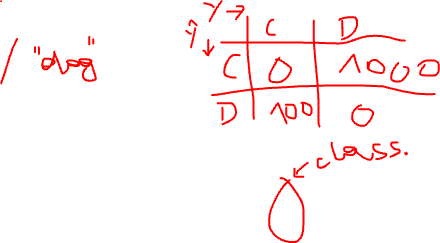 y → C D
ŷ ↓
/ "dog"
C 0 1000
D 100 0
class.